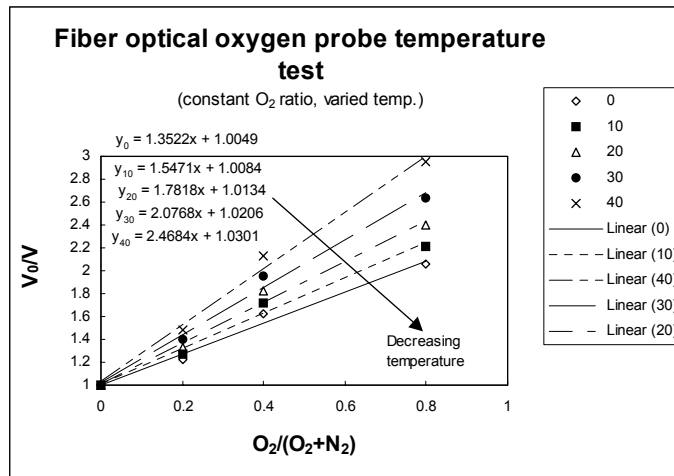 Fiber optical oxygen probe temperature
test
(constant O₂ ratio, varied temp.)
y₀ = 1.3522x + 1.0049
y₁₀ = 1.5471x + 1.0084
y₂₀ = 1.7818x + 1.0134
y₃₀ = 2.0768x + 1.0206
y₄₀ = 2.4684x + 1.0301
V₀/V
3
2.8
2.6
2.4
2.2
2
1.8
1.6
1.4
1.2
1
Decreasing
temperature
0
0.2
0.4
0.6
0.8
1
O₂/(O₂+N₂)
0
10
20
30
40
Linear (0)
Linear (10)
Linear (40)
Linear (30)
Linear (20)